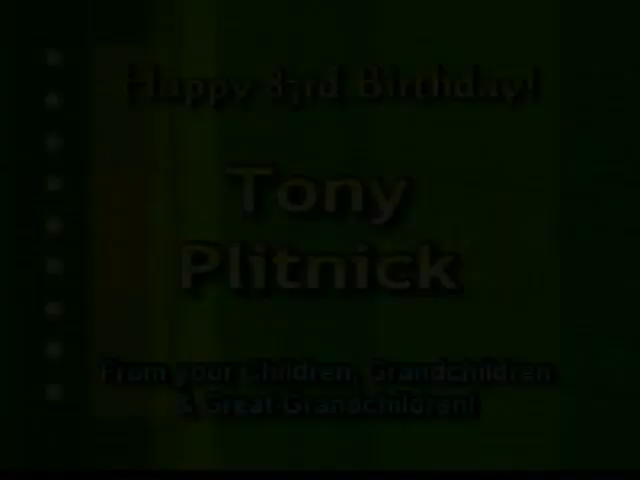 Happy 83rd Birthday!
Tony
Plitnick
From your Children, Grandchildren
& Great-Grandchildren!